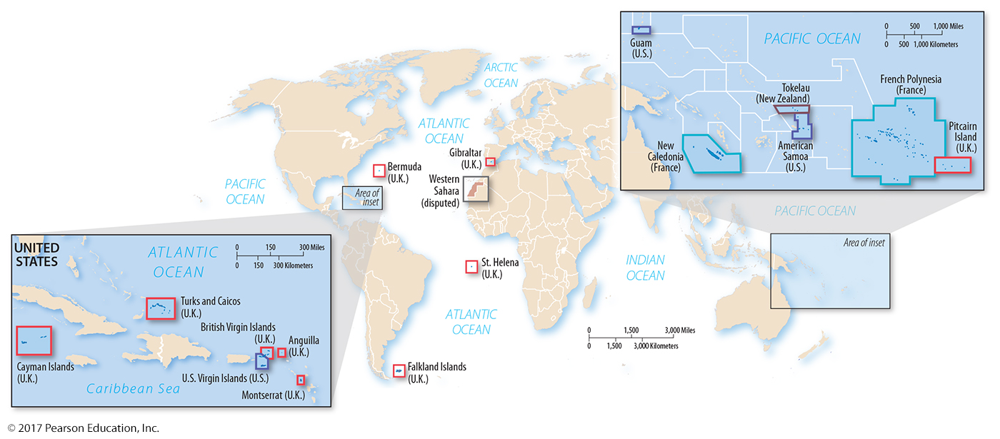 ARCTIC
OCEAN
ATLANTIC
OCEAN
PACIFIC
OCEAN
Bermuda
(U.K.)
Gibraltar
(U.K.)
Western
Sahara
(disputed)
Area of
inset
St. Helena
(U.K.)
ATLANTIC
OCEAN
Falkland Islands
(U.K.)
INDIAN
OCEAN
PACIFIC OCEAN
Area of inset
0 1,500 3,000 Miles
0 1,500 3,000 Kilometers
Guam
(U.S.)
PACIFIC OCEAN
0 500 1,000 Miles
0 500 1,000 Kilometers
Tokelau
(New Zealand)
French Polynesia
(France)
Pitcairn
Island
(U.K.)
New
Caledonia
(France)
American
Samoa
(U.S.)
UNITED
STATES
ATLANTIC
OCEAN
0 150 300 Miles
0 150 300 Kilometers
Turks and Caicos
(U.K.)
British Virgin Islands
(U.K.)
Anguilla
(U.K.)
Cayman Islands
(U.K.)
U.S. Virgin Islands (U.S.)
Caribbean Sea
Montserrat (U.K.)
© 2017 Pearson Education, Inc.